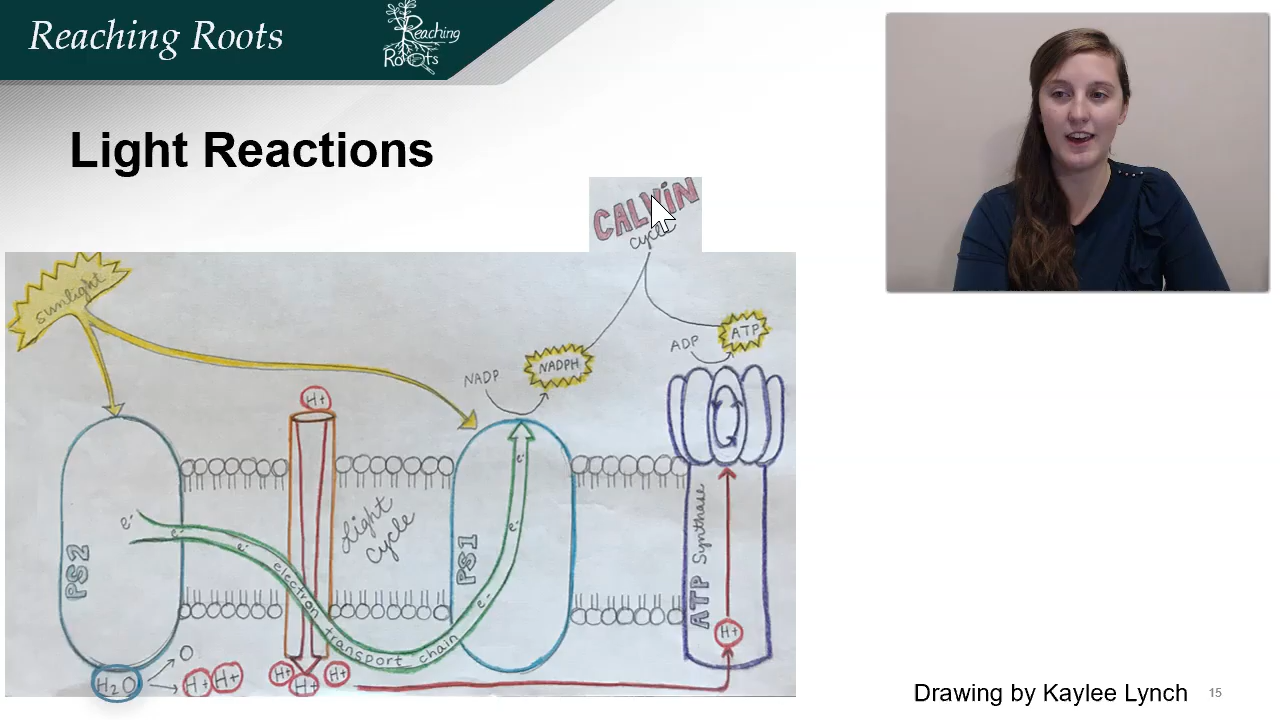 Reaching Roots
Reaching
Roots
Light Reactions
CALVIN
cycle
sunlight
ATP
ADP
NADPH
NADP
H+
e-
e-
e-
e-
e-
e-
Light
cycle
PS2
PS1
ATP Synthase
electron transport chain
H+
O
H2O
H+ H+
H+ H+ H+
Drawing by Kaylee Lynch
15